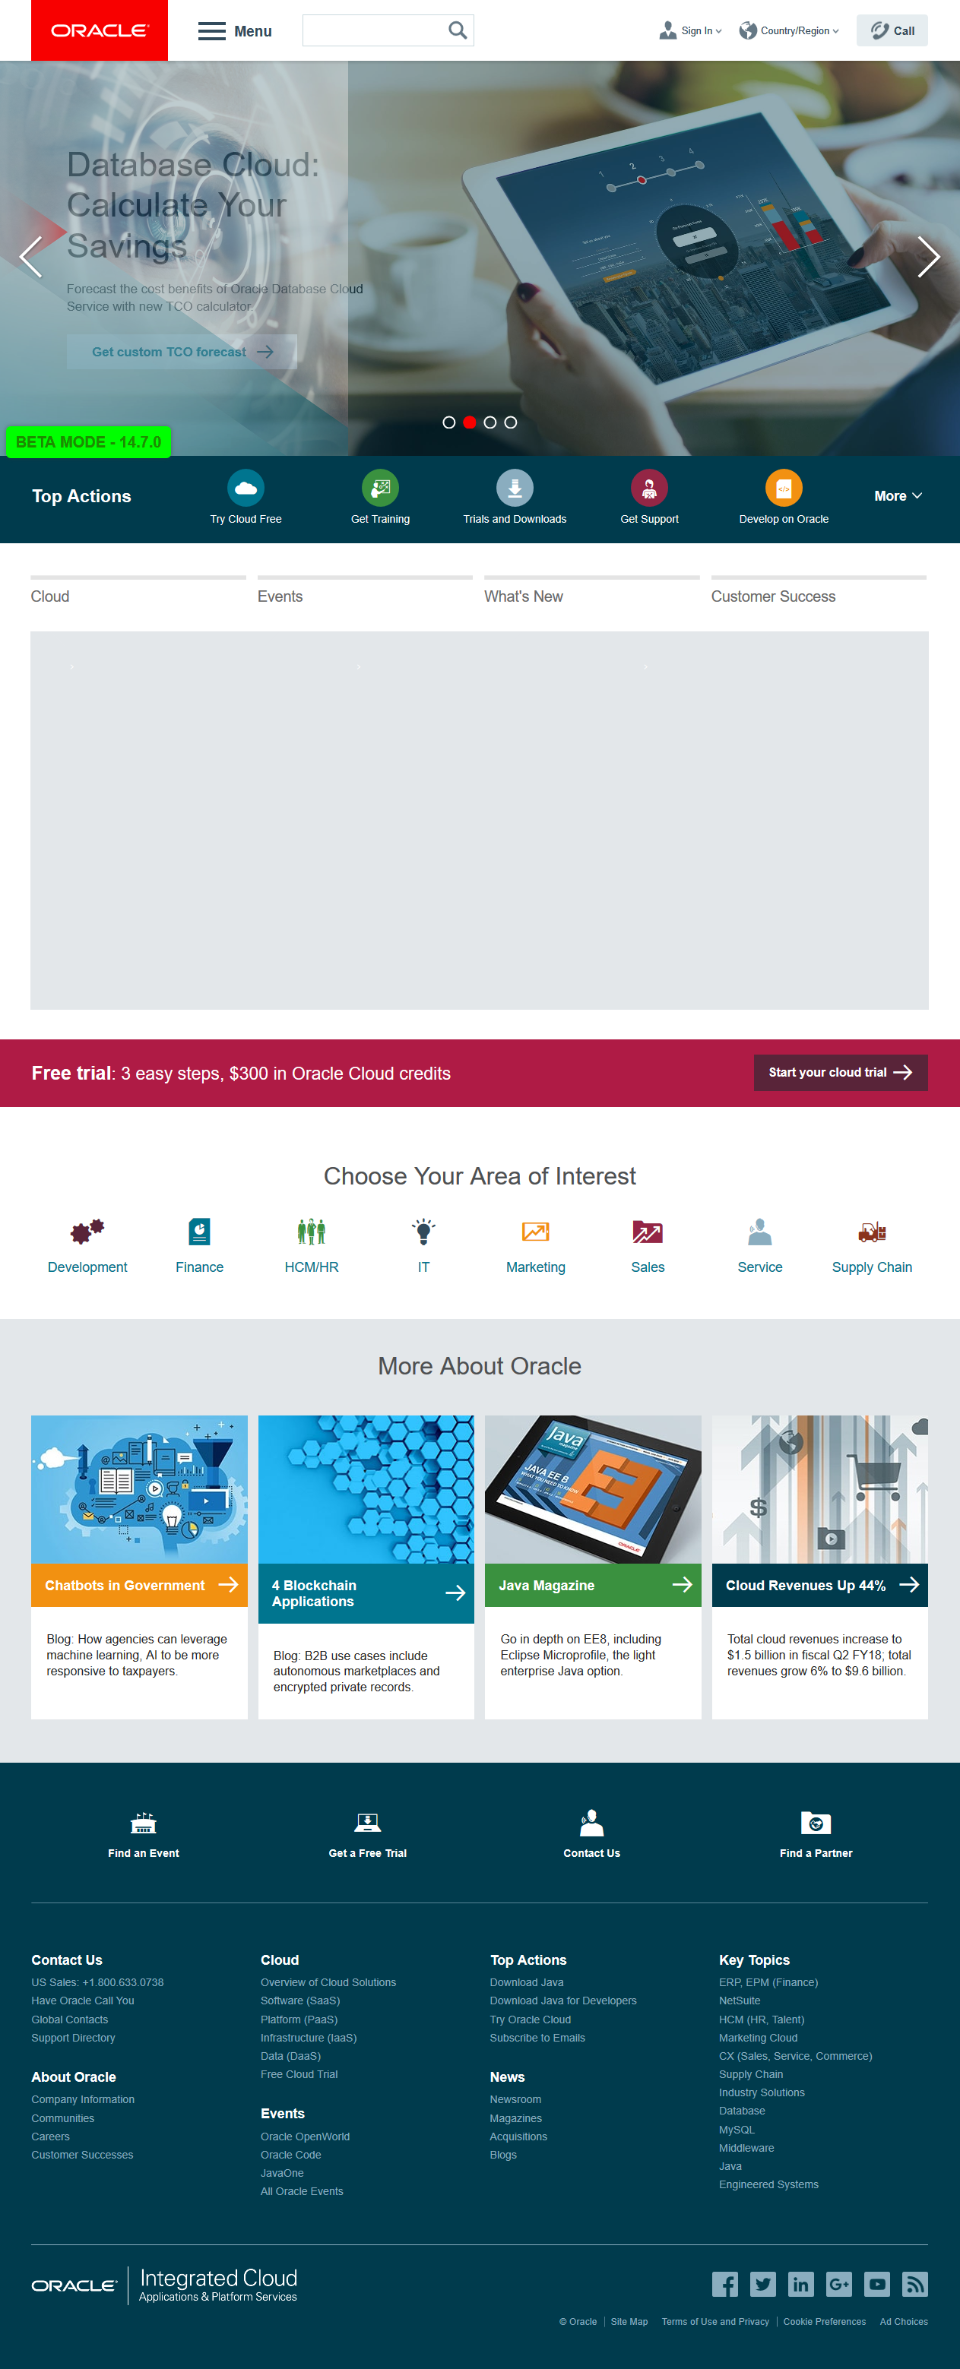 ORACLE
Menu
Sign In
Country/Region
Call
Database Cloud:
Calculate Your
Savings
Forecast the cost benefits of Oracle Database Cloud
Service with new TCO calculator.
Get custom TCO forecast
1 2 3 4
BETA MODE - 14.7.0
Top Actions
Try Cloud Free
Get Training
Trials and Downloads
Get Support
Develop on Oracle
More
Cloud
Events
What's New
Customer Success
Free trial: 3 easy steps, $300 in Oracle Cloud credits
Start your cloud trial
Choose Your Area of Interest
Development
Finance
HCM/HR
IT
Marketing
Sales
Service
Supply Chain
More About Oracle
Java
JAVA EE 8
ORACLE
Chatbots in Government
Blog: How agencies can leverage
machine learning, AI to be more
responsive to taxpayers.
4 Blockchain
Applications
Blog: B2B use cases include
autonomous marketplaces and
encrypted private records.
Java Magazine
Go in depth on EE8, including
Eclipse Microprofile, the light
enterprise Java option.
Cloud Revenues Up 44%
Total cloud revenues increase to
$1.5 billion in fiscal Q2 FY18; total
revenues grow 6% to $9.6 billion.
Find an Event
Get a Free Trial
Contact Us
Find a Partner
Contact Us
US Sales: +1.800.633.0738
Have Oracle Call You
Global Contacts
Support Directory
About Oracle
Company Information
Communities
Careers
Customer Successes
Cloud
Overview of Cloud Solutions
Software (SaaS)
Platform (PaaS)
Infrastructure (IaaS)
Data (DaaS)
Free Cloud Trial
Events
Oracle OpenWorld
Oracle Code
JavaOne
All Oracle Events
Top Actions
Download Java
Download Java for Developers
Try Oracle Cloud
Subscribe to Emails
News
Newsroom
Magazines
Acquisitions
Blogs
Key Topics
ERP, EPM (Finance)
NetSuite
HCM (HR, Talent)
Marketing Cloud
CX (Sales, Service, Commerce)
Supply Chain
Industry Solutions
Database
MySQL
Middleware
Java
Engineered Systems
ORACLE
Integrated Cloud
Applications & Platform Services
© Oracle
Site Map
Terms of Use and Privacy
Cookie Preferences
Ad Choices